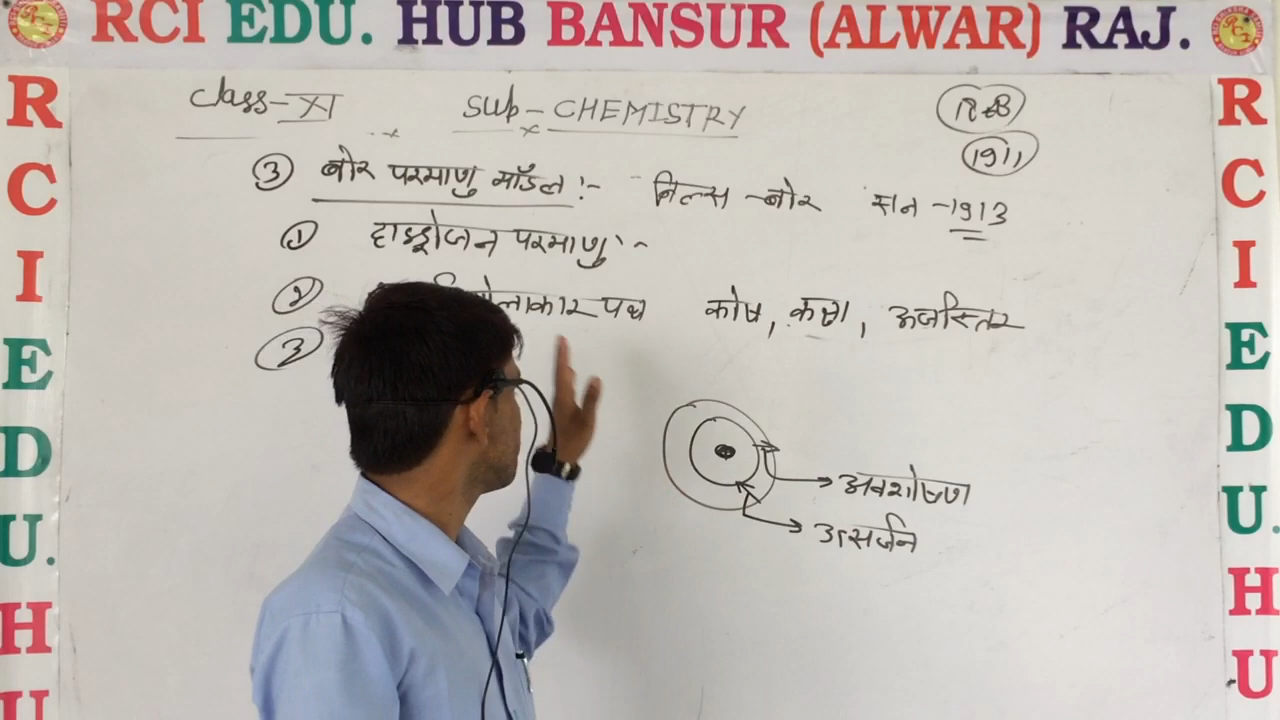 RCI EDU. HUB BANSUR (ALWAR) RAJ.
R
C
I
E
D
U.
H
U
Class-XI Sub-CHEMISTRY
1911
③ बोर परमाणु मॉडल :- निल्स-बोर सन-1913
① हाइड्रोजन परमाणु :-
② गोलाकार पथ कोष, कक्षा, ऊर्जास्तर
③
अवशोषण
उत्सर्जन
R
C
I
E
D
U.
H
U